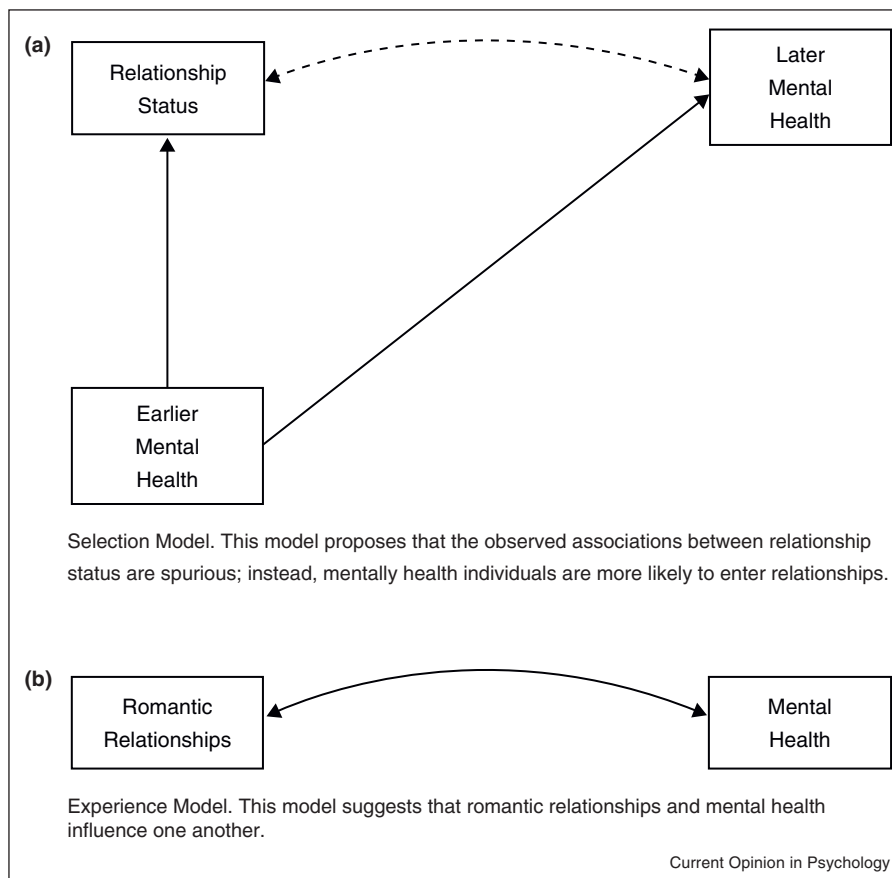 (a)
Relationship
Status
Later
Mental
Health
Earlier
Mental
Health
Selection Model. This model proposes that the observed associations between relationship
status are spurious; instead, mentally health individuals are more likely to enter relationships.
(b)
Romantic
Relationships
Mental
Health
Experience Model. This model suggests that romantic relationships and mental health
influence one another.
Current Opinion in Psychology